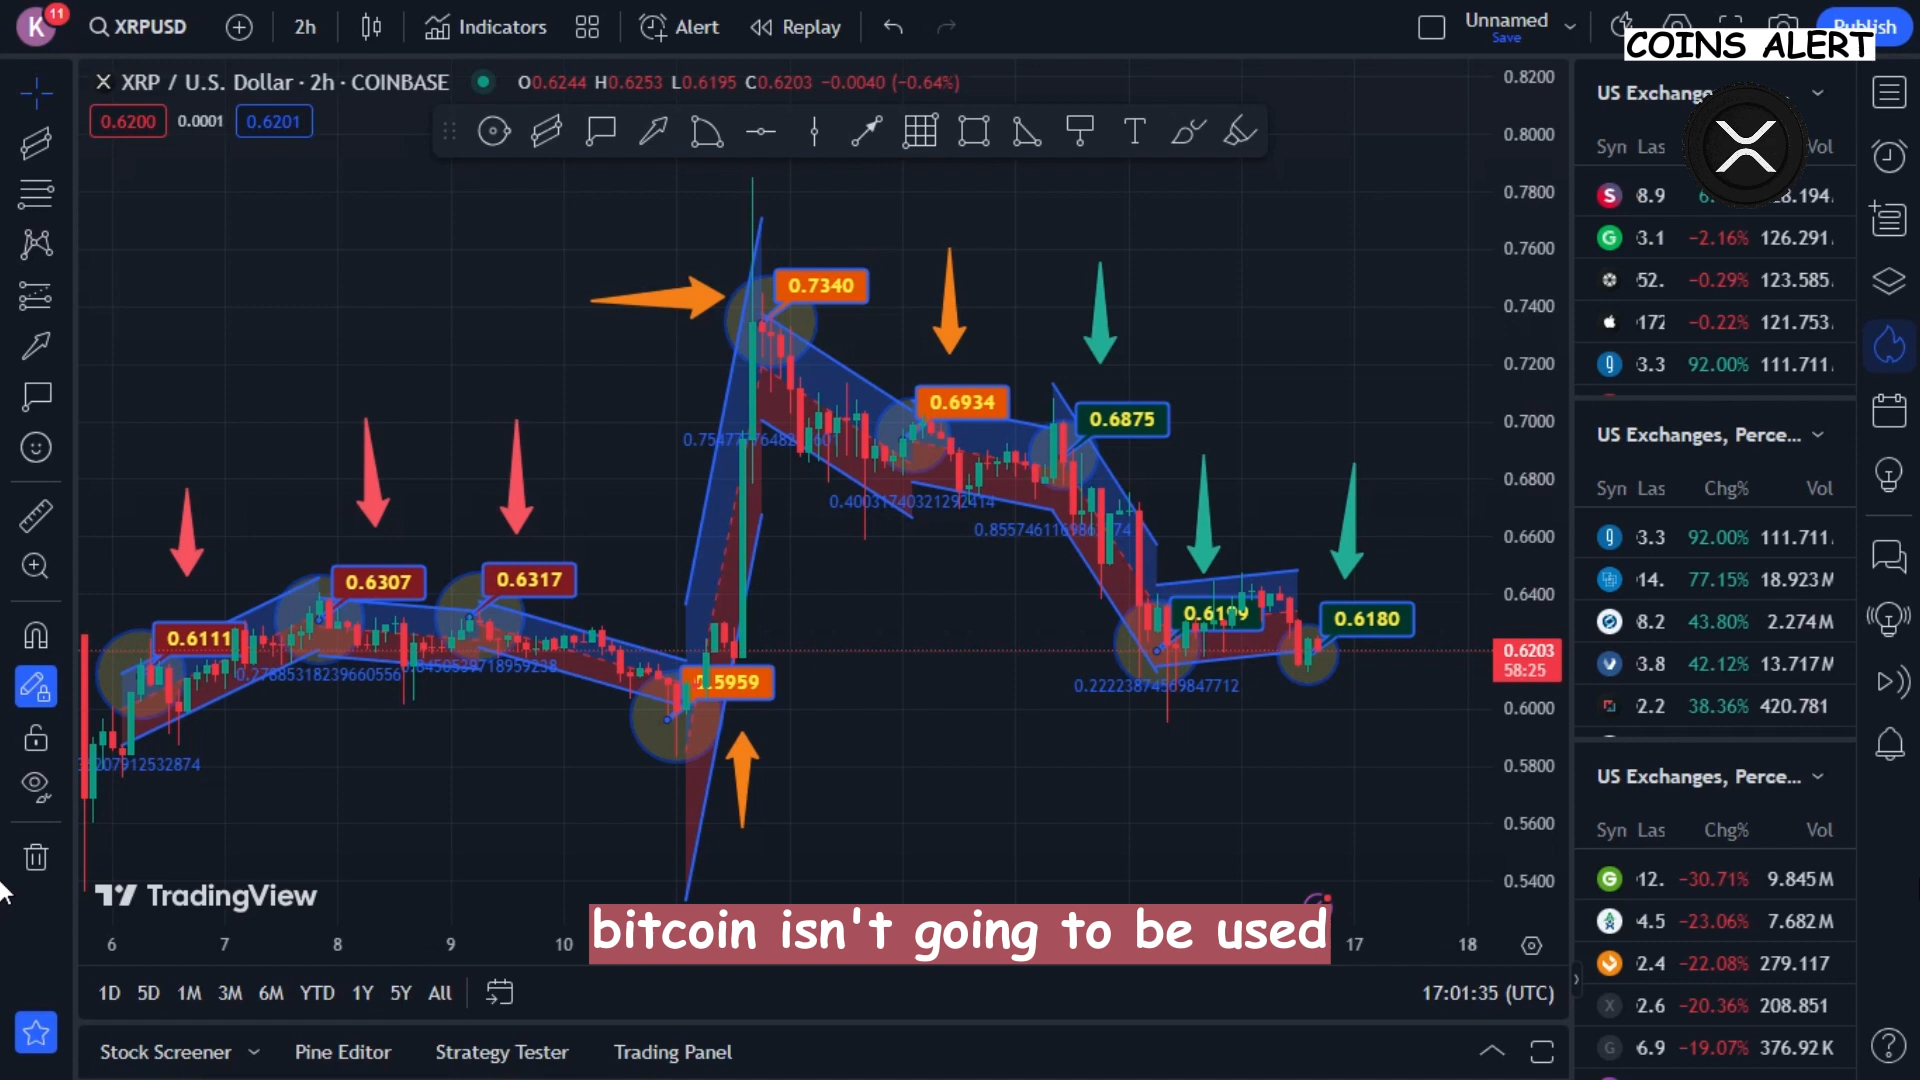 K 11 XRPUSD 2h Indicators Alert Replay Unnamed Save Publish
COINS ALERT
XRP / U.S. Dollar · 2h · COINBASE O0.6244 H0.6253 L0.6195 C0.6203 −0.0040 (−0.64%)
0.6200 0.0001 0.6201
0.8200
0.8000
0.7800
0.7600
0.7400
0.7200
0.7000
0.6800
0.6600
0.6400
0.6203
58:25
0.6000
0.5800
0.5600
0.5400
0.7340
0.6934
0.6875
0.40031740321292414
0.6307
0.6317
0.6111
0.6180
0.2788531823966055
0.22223874569847712
TradingView
bitcoin isn't going to be used
6 7 8 9 10 17 18
1D 5D 1M 3M 6M YTD 1Y 5Y All 17:01:35 (UTC)
Stock Screener Pine Editor Strategy Tester Trading Panel
US Exchange
Syn Las Vol
8.9
3.1 −2.16% 126.291
52. −0.29% 123.585
172 −0.22% 121.753
3.3 92.00% 111.711
US Exchanges, Perce...
Syn Las Chg% Vol
3.3 92.00% 111.711
14. 77.15% 18.923M
8.2 43.80% 2.274M
3.8 42.12% 13.717M
2.2 38.36% 420.781
US Exchanges, Perce...
Syn Las Chg% Vol
12. −30.71% 9.845M
4.5 −23.06% 7.682M
2.4 −22.08% 279.117
2.6 −20.36% 208.851
6.9 −19.07% 376.92K